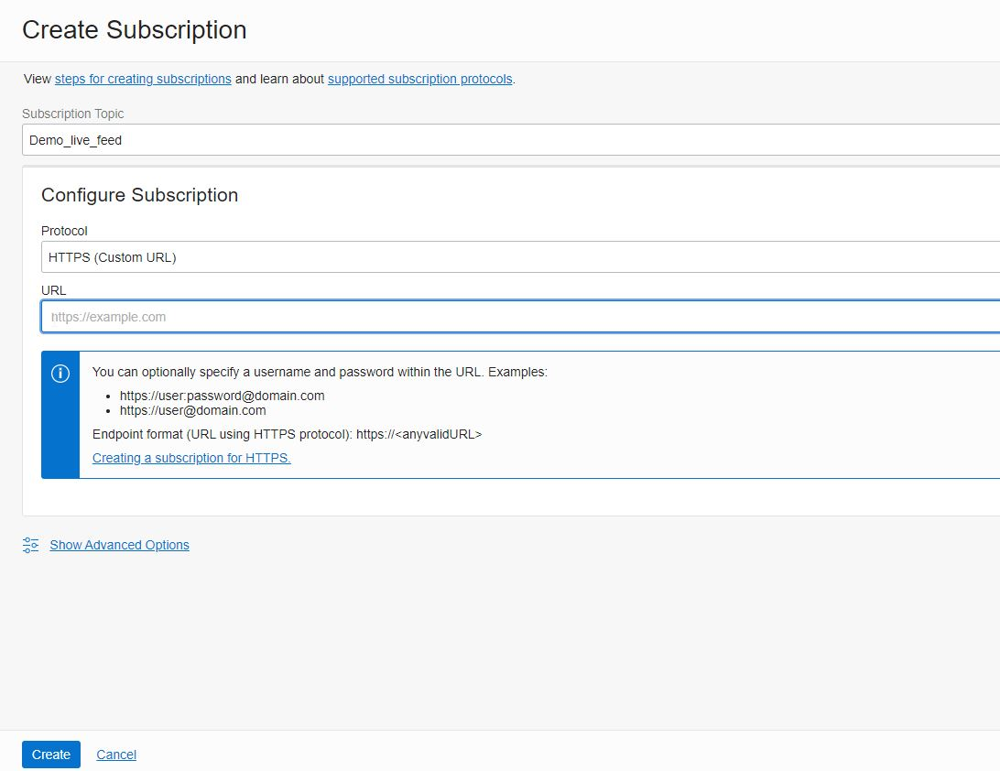 Create Subscription
View steps for creating subscriptions and learn about supported subscription protocols.
Subscription Topic
Demo_live_feed
Configure Subscription
Protocol
HTTPS (Custom URL)
URL
https://example.com
You can optionally specify a username and password within the URL. Examples:
• https://user:password@domain.com
• https://user@domain.com
Endpoint format (URL using HTTPS protocol): https://<anyvalidURL>
Creating a subscription for HTTPS.
Show Advanced Options
Create Cancel